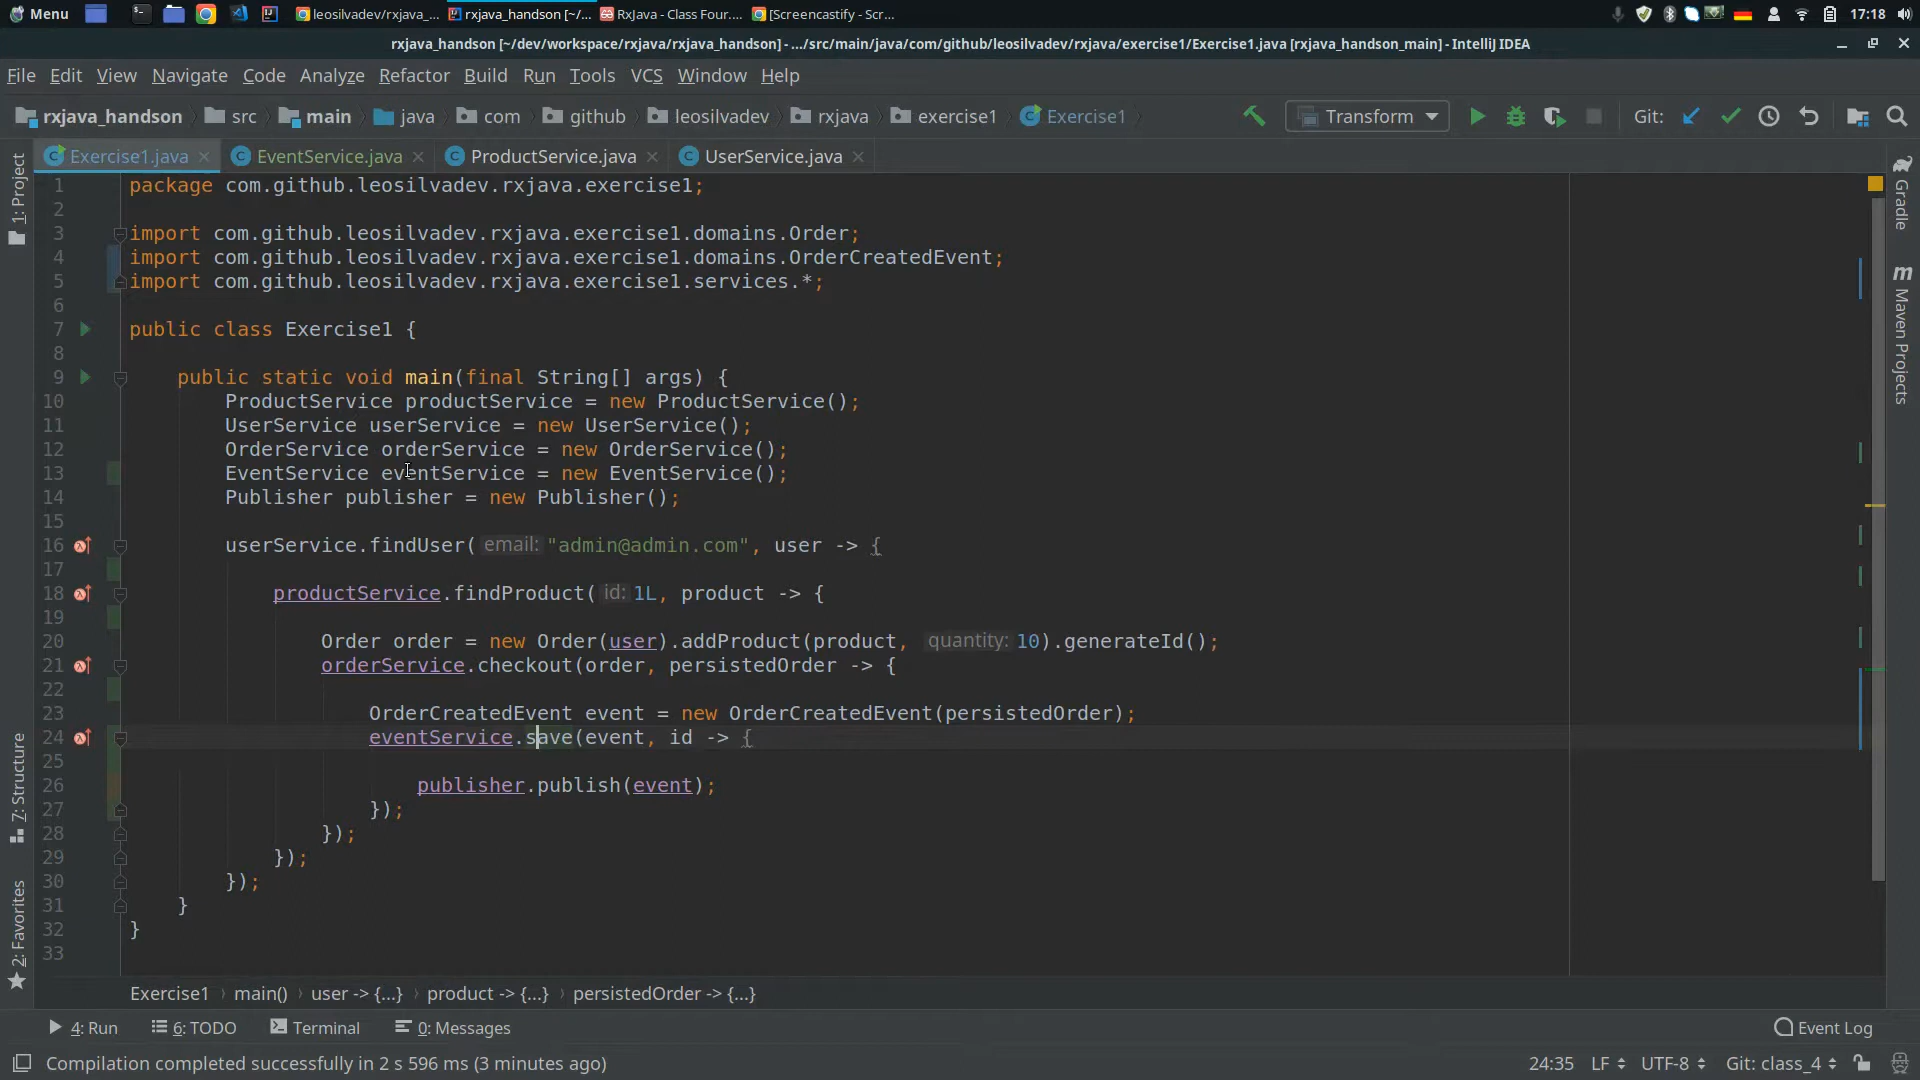 Menu leosilvadev/rxjava_... rxjava_handson [~/... RxJava - Class Four.... [Screencastify - Scr... 17:18
rxjava_handson [~/dev/workspace/rxjava/rxjava_handson] - .../src/main/java/com/github/leosilvadev/rxjava/exercise1/Exercise1.java [rxjava_handson_main] - IntelliJ IDEA
File Edit View Navigate Code Analyze Refactor Build Run Tools VCS Window Help
rxjava_handson src main java com github leosilvadev rxjava exercise1 Exercise1 Transform Git:
Exercise1.java EventService.java ProductService.java UserService.java
1: Project
7: Structure
2: Favorites
Gradle
Maven Projects
1 package com.github.leosilvadev.rxjava.exercise1;
2
3 import com.github.leosilvadev.rxjava.exercise1.domains.Order;
4 import com.github.leosilvadev.rxjava.exercise1.domains.OrderCreatedEvent;
5 import com.github.leosilvadev.rxjava.exercise1.services.*;
6
7 public class Exercise1 {
8
9 public static void main(final String[] args) {
10 ProductService productService = new ProductService();
11 UserService userService = new UserService();
12 OrderService orderService = new OrderService();
13 EventService eventService = new EventService();
14 Publisher publisher = new Publisher();
15
16 userService.findUser( email: "admin@admin.com", user -> {
17
18 productService.findProduct( id: 1L, product -> {
19
20 Order order = new Order(user).addProduct(product, quantity: 10).generateId();
21 orderService.checkout(order, persistedOrder -> {
22
23 OrderCreatedEvent event = new OrderCreatedEvent(persistedOrder);
24 eventService.save(event, id -> {
25
26 publisher.publish(event);
27 });
28 });
29 });
30 });
31 }
32 }
33
Exercise1 main() user -> {...} product -> {...} persistedOrder -> {...}
4: Run 6: TODO Terminal 0: Messages Event Log
Compilation completed successfully in 2 s 596 ms (3 minutes ago) 24:35 LF UTF-8 Git: class_4